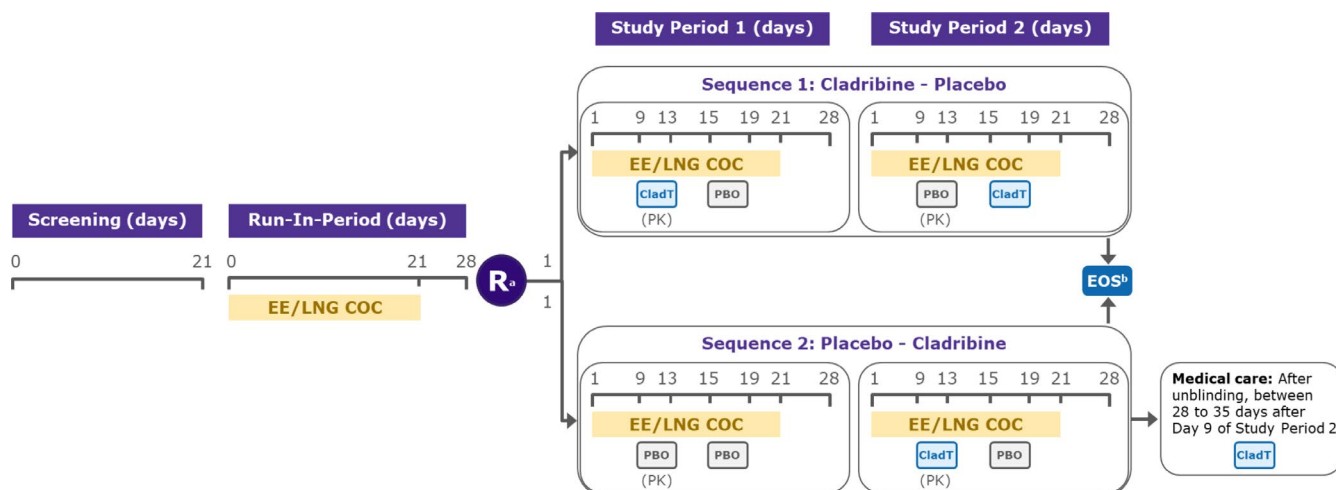 Study Period 1 (days)
Study Period 2 (days)
Sequence 1: Cladribine - Placebo
1 9 13 15 19 21 28
1 9 13 15 19 21 28
EE/LNG COC
EE/LNG COC
CladT
PBO
PBO
CladT
(PK)
(PK)
Screening (days)
Run-In-Period (days)
0 21
0 21 28
EE/LNG COC
Ra
1
1
EOSb
Sequence 2: Placebo - Cladribine
1 9 13 15 19 21 28
1 9 13 15 19 21 28
EE/LNG COC
EE/LNG COC
PBO
PBO
CladT
PBO
(PK)
(PK)
Medical care: After
unblinding, between
28 to 35 days after
Day 9 of Study Period 2
CladT